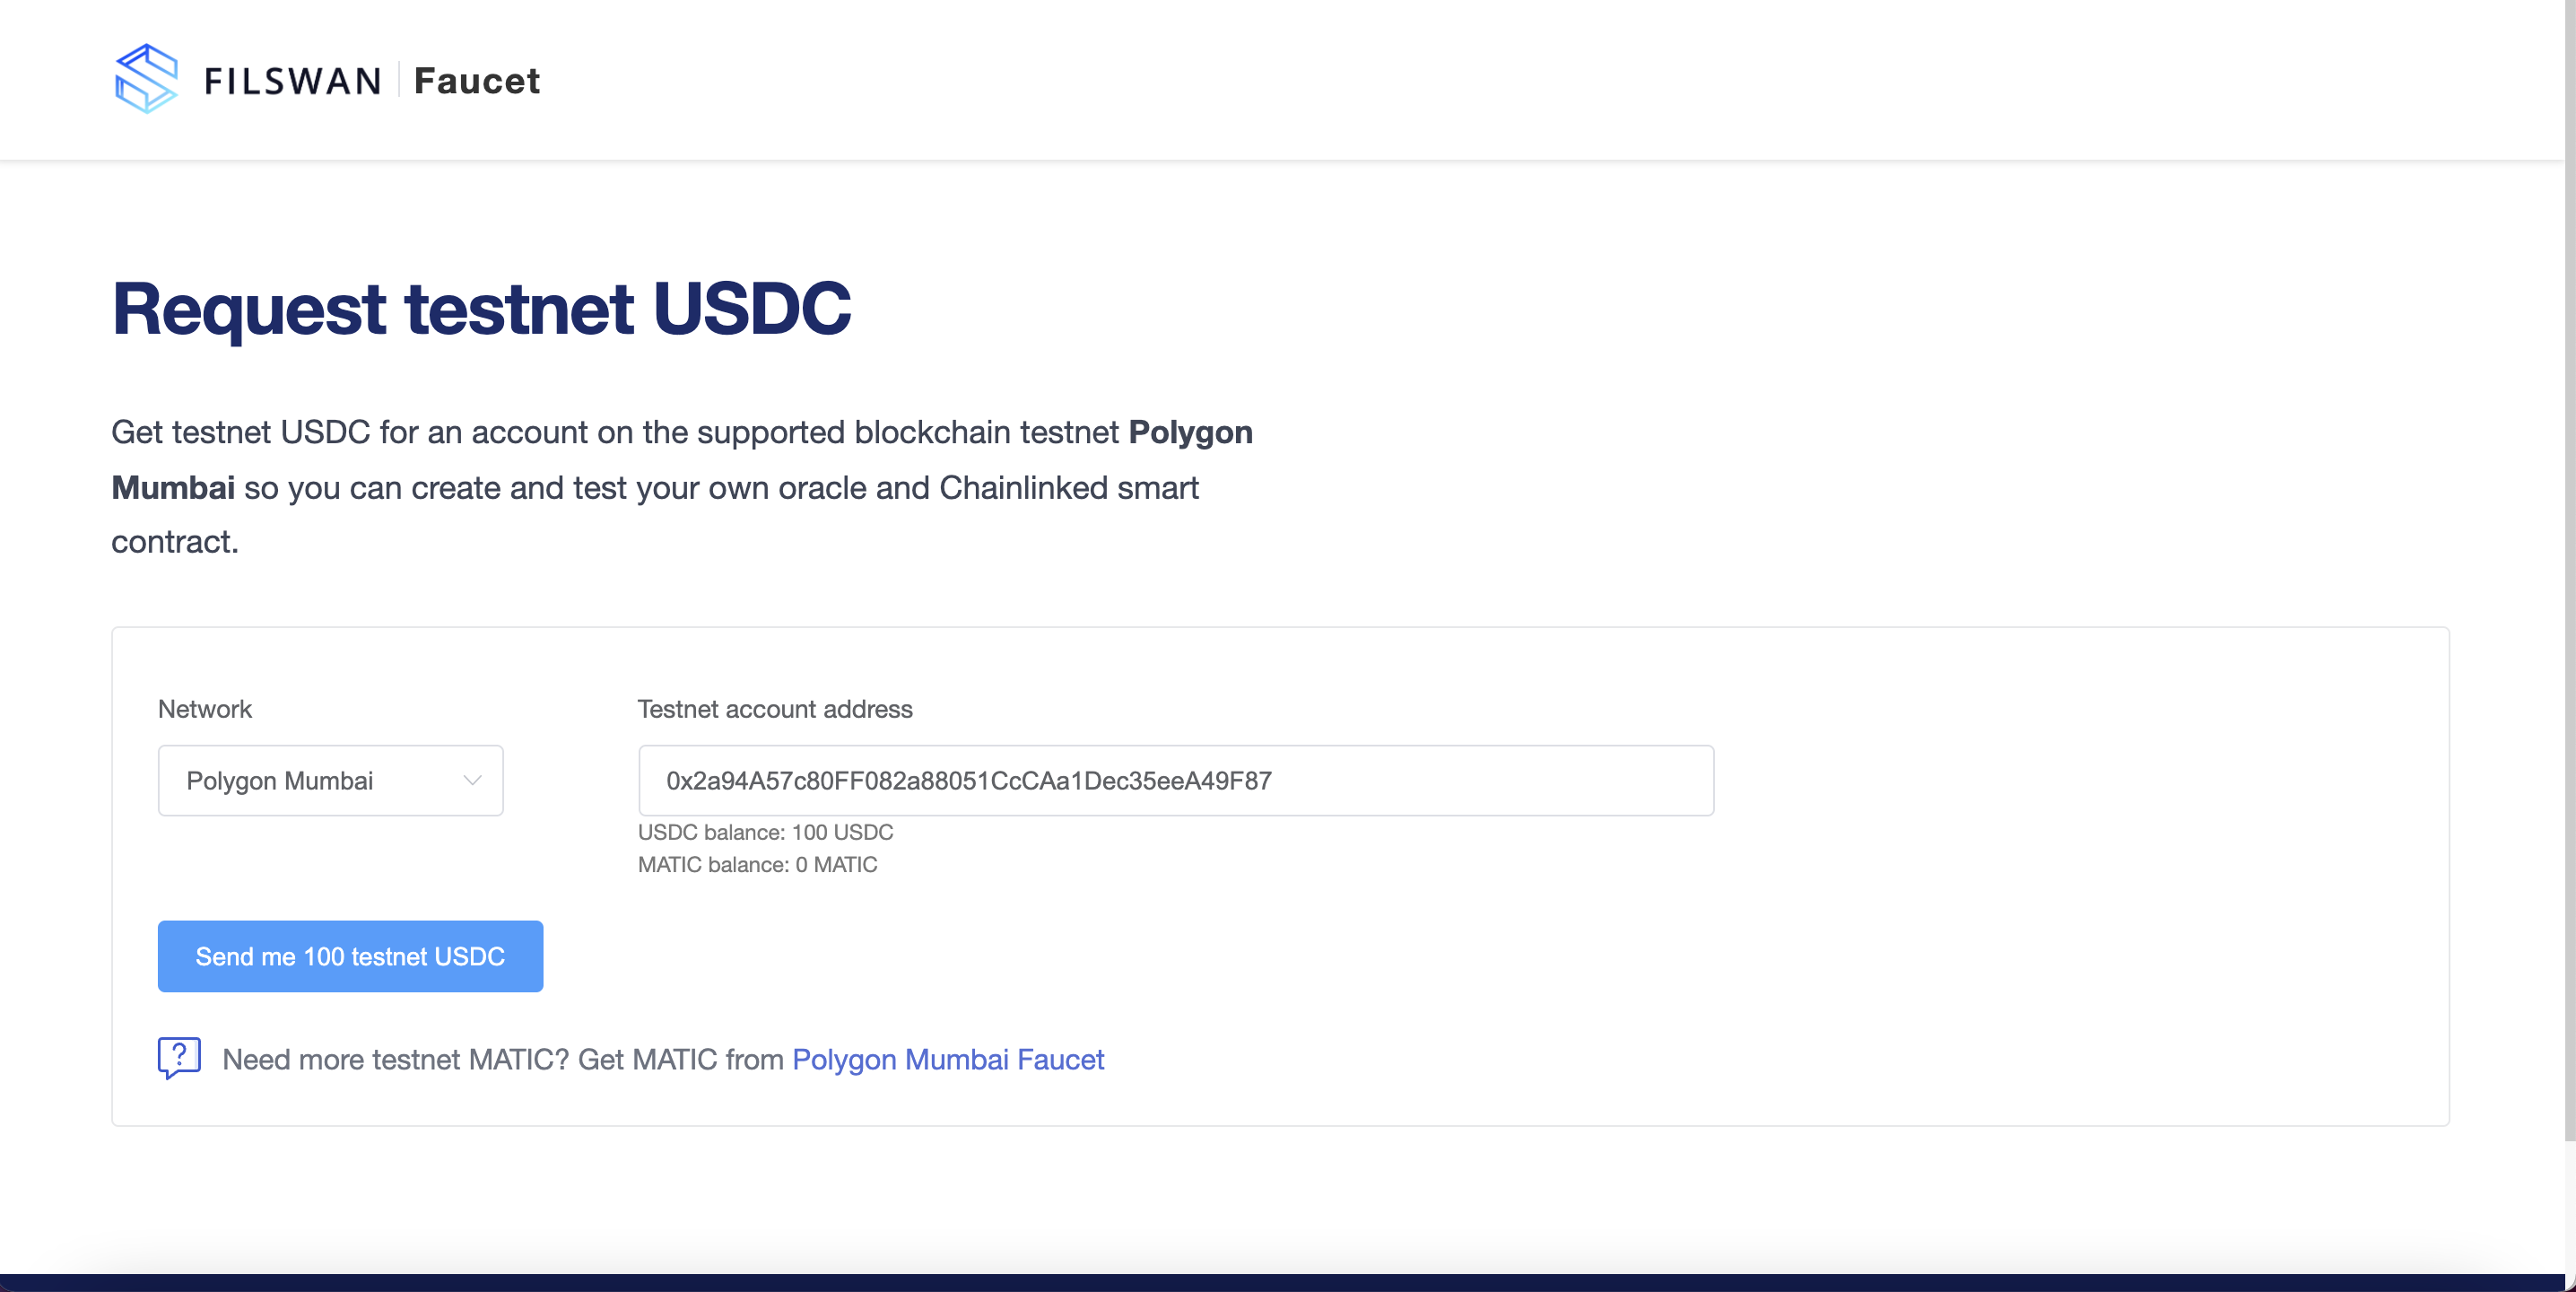 FILSWAN Faucet
Request testnet USDC
Get testnet USDC for an account on the supported blockchain testnet Polygon
Mumbai so you can create and test your own oracle and Chainlinked smart
contract.
Network
Testnet account address
Polygon Mumbai
0x2a94A57c80FF082a88051CcCAa1Dec35eeA49F87
USDC balance: 100 USDC
MATIC balance: 0 MATIC
Send me 100 testnet USDC
Need more testnet MATIC? Get MATIC from Polygon Mumbai Faucet